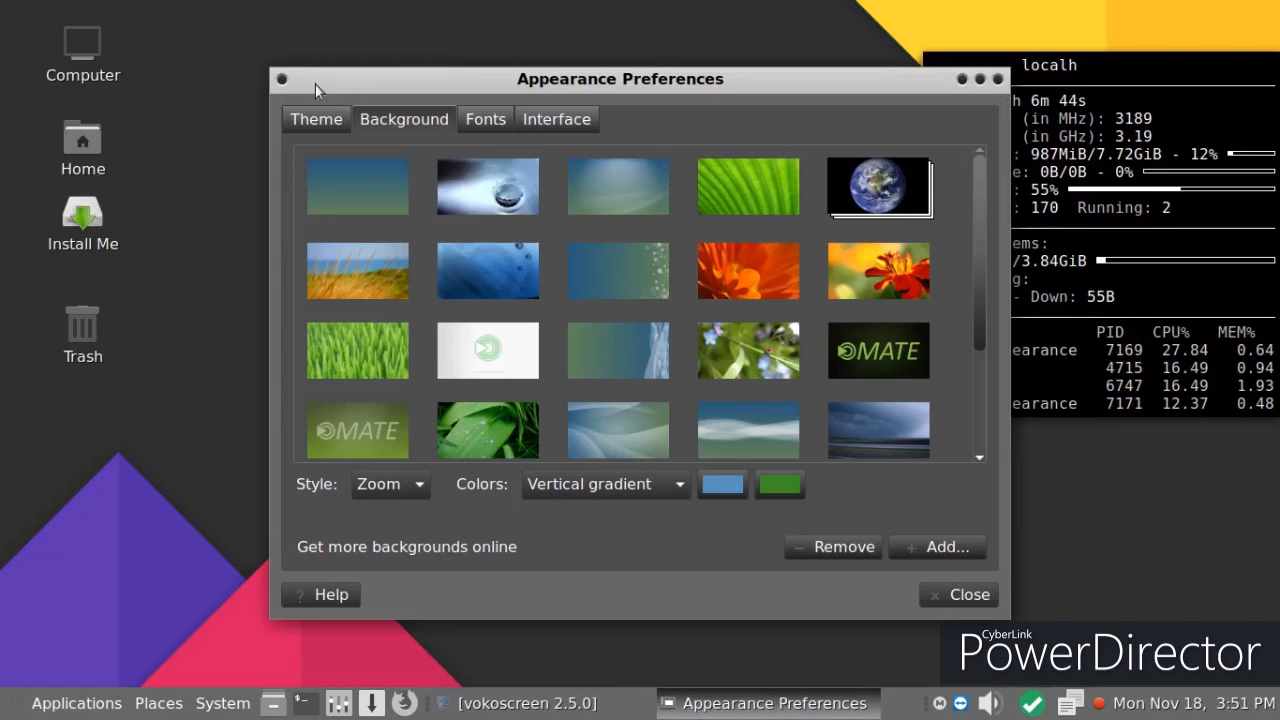 Computer
Home
Install Me
Trash
Appearance Preferences
Theme Background Fonts Interface
MATE
MATE
Style: Zoom Colors: Vertical gradient
Get more backgrounds online
Remove Add...
Help Close
localh
h 6m 44s
(in MHz): 3189
(in GHz): 3.19
: 987MiB/7.72GiB - 12%
e: 0B/0B - 0%
: 55%
: 170 Running: 2
ems:
/3.84GiB
g:
- Down: 55B
PID CPU% MEM%
earance 7169 27.84 0.64
4715 16.49 0.94
6747 16.49 1.93
earance 7171 12.37 0.48
CyberLink
PowerDirector
Applications Places System [vokoscreen 2.5.0] Appearance Preferences Mon Nov 18, 3:51 PM